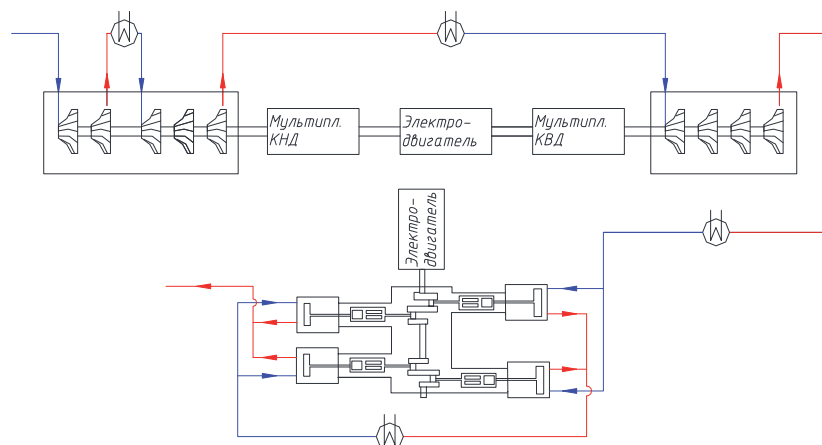 Мультипл.
КНД
Электро-
двигатель
Мультипл.
КВД
Электро-
двигатель